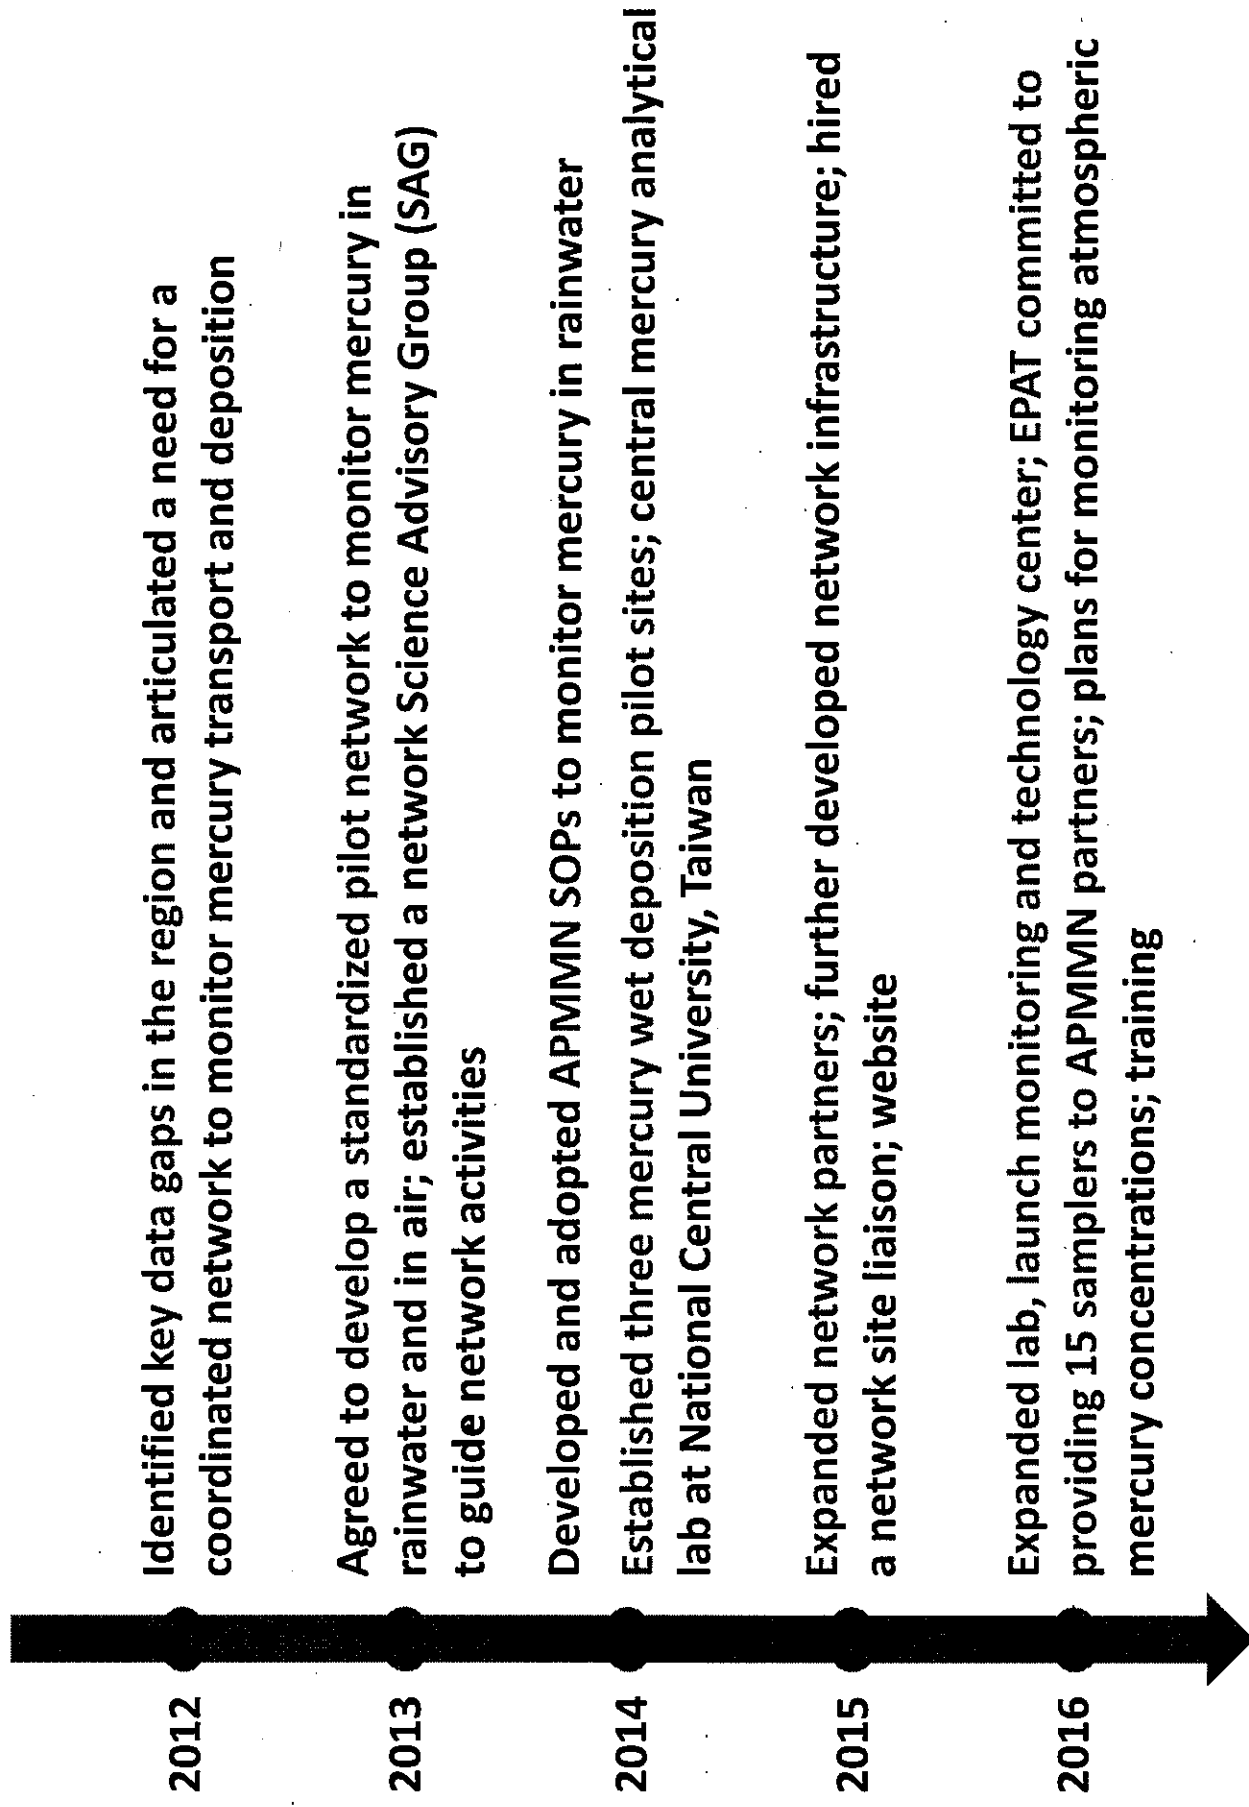 2012
Identified key data gaps in the region and articulated a need for a
coordinated network to monitor mercury transport and deposition
2013
Agreed to develop a standardized pilot network to monitor mercury in
rainwater and in air; established a network Science Advisory Group (SAG)
to guide network activities
2014
Developed and adopted APMMN SOPs to monitor mercury in rainwater
Established three mercury wet deposition pilot sites; central mercury analytical
lab at National Central University, Taiwan
2015
Expanded network partners; further developed network infrastructure; hired
a network site liaison; website
2016
Expanded lab, launch monitoring and technology center; EPAT committed to
providing 15 samplers to APMMN partners; plans for monitoring atmospheric
mercury concentrations; training